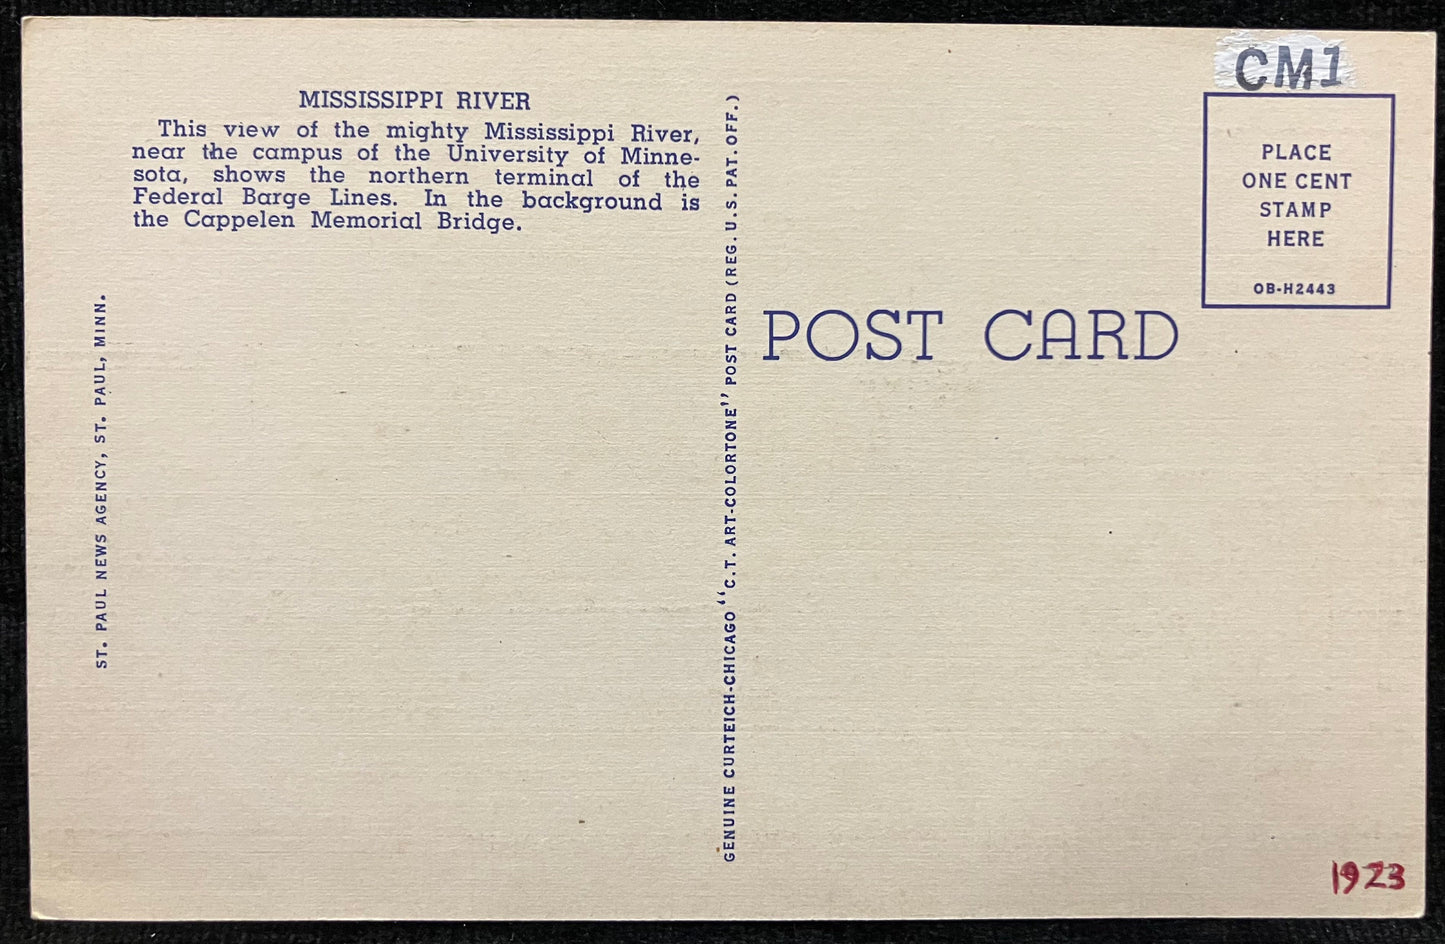 MISSISSIPPI RIVER
This view of the mighty Mississippi River,
near the campus of the University of Minne-
sota, shows the northern terminal of the
Federal Barge Lines. In the background is
the Cappelen Memorial Bridge.
ST. PAUL NEWS AGENCY, ST. PAUL, MINN.
GENUINE CURTEICH-CHICAGO "C.T. ART-COLORTONE" POST CARD (REG. U.S. PAT. OFF.)
POST CARD
CM1
PLACE
ONE CENT
STAMP
HERE
OB-H2443
1923